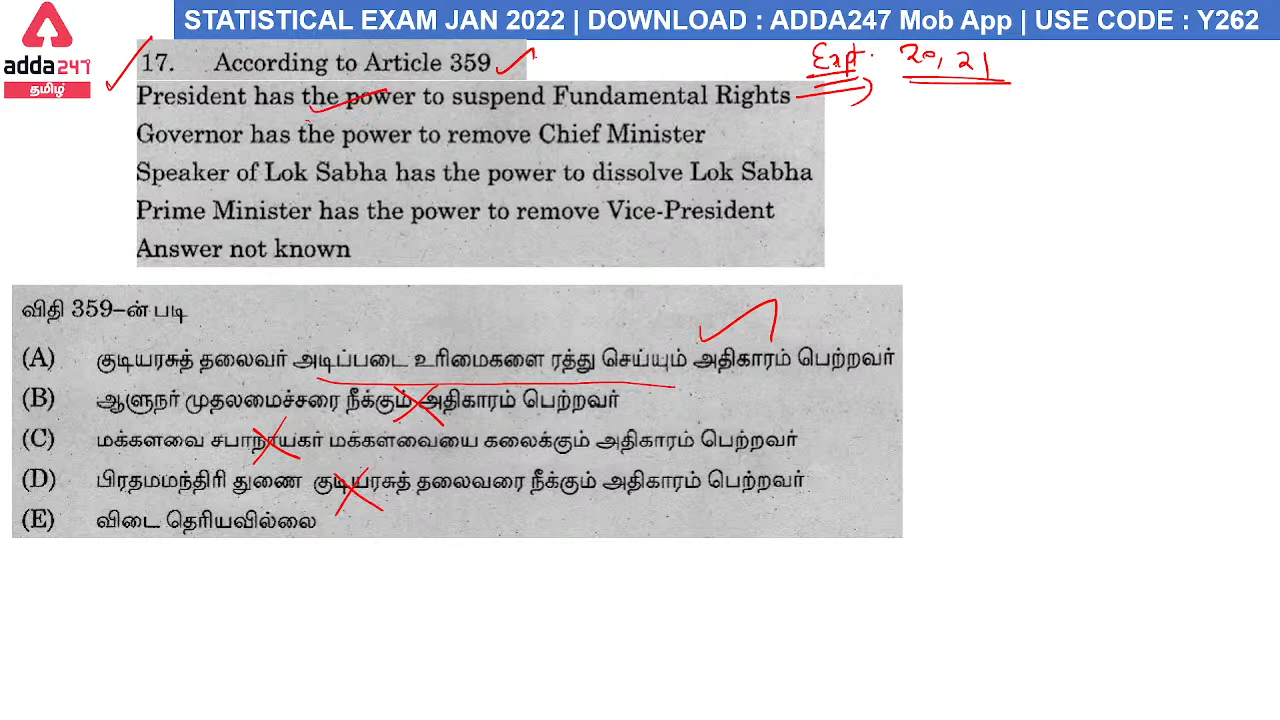 STATISTICAL EXAM JAN 2022 | DOWNLOAD : ADDA247 Mob App | USE CODE : Y262
adda247
தமிழ்
17. According to Article 359
Expt. 20, 21
President has the power to suspend Fundamental Rights
Governor has the power to remove Chief Minister
Speaker of Lok Sabha has the power to dissolve Lok Sabha
Prime Minister has the power to remove Vice-President
Answer not known
விதி 359–ன் படி
(A) குடியரசுத் தலைவர் அடிப்படை உரிமைகளை ரத்து செய்யும் அதிகாரம் பெற்றவர்
(B) ஆளுநர் முதலமைச்சரை நீக்கும் அதிகாரம் பெற்றவர்
(C) மக்களவை சபாநாயகர் மக்களவையை கலைக்கும் அதிகாரம் பெற்றவர்
(D) பிரதமமந்திரி துணை குடியரசுத் தலைவரை நீக்கும் அதிகாரம் பெற்றவர்
(E) விடை தெரியவில்லை